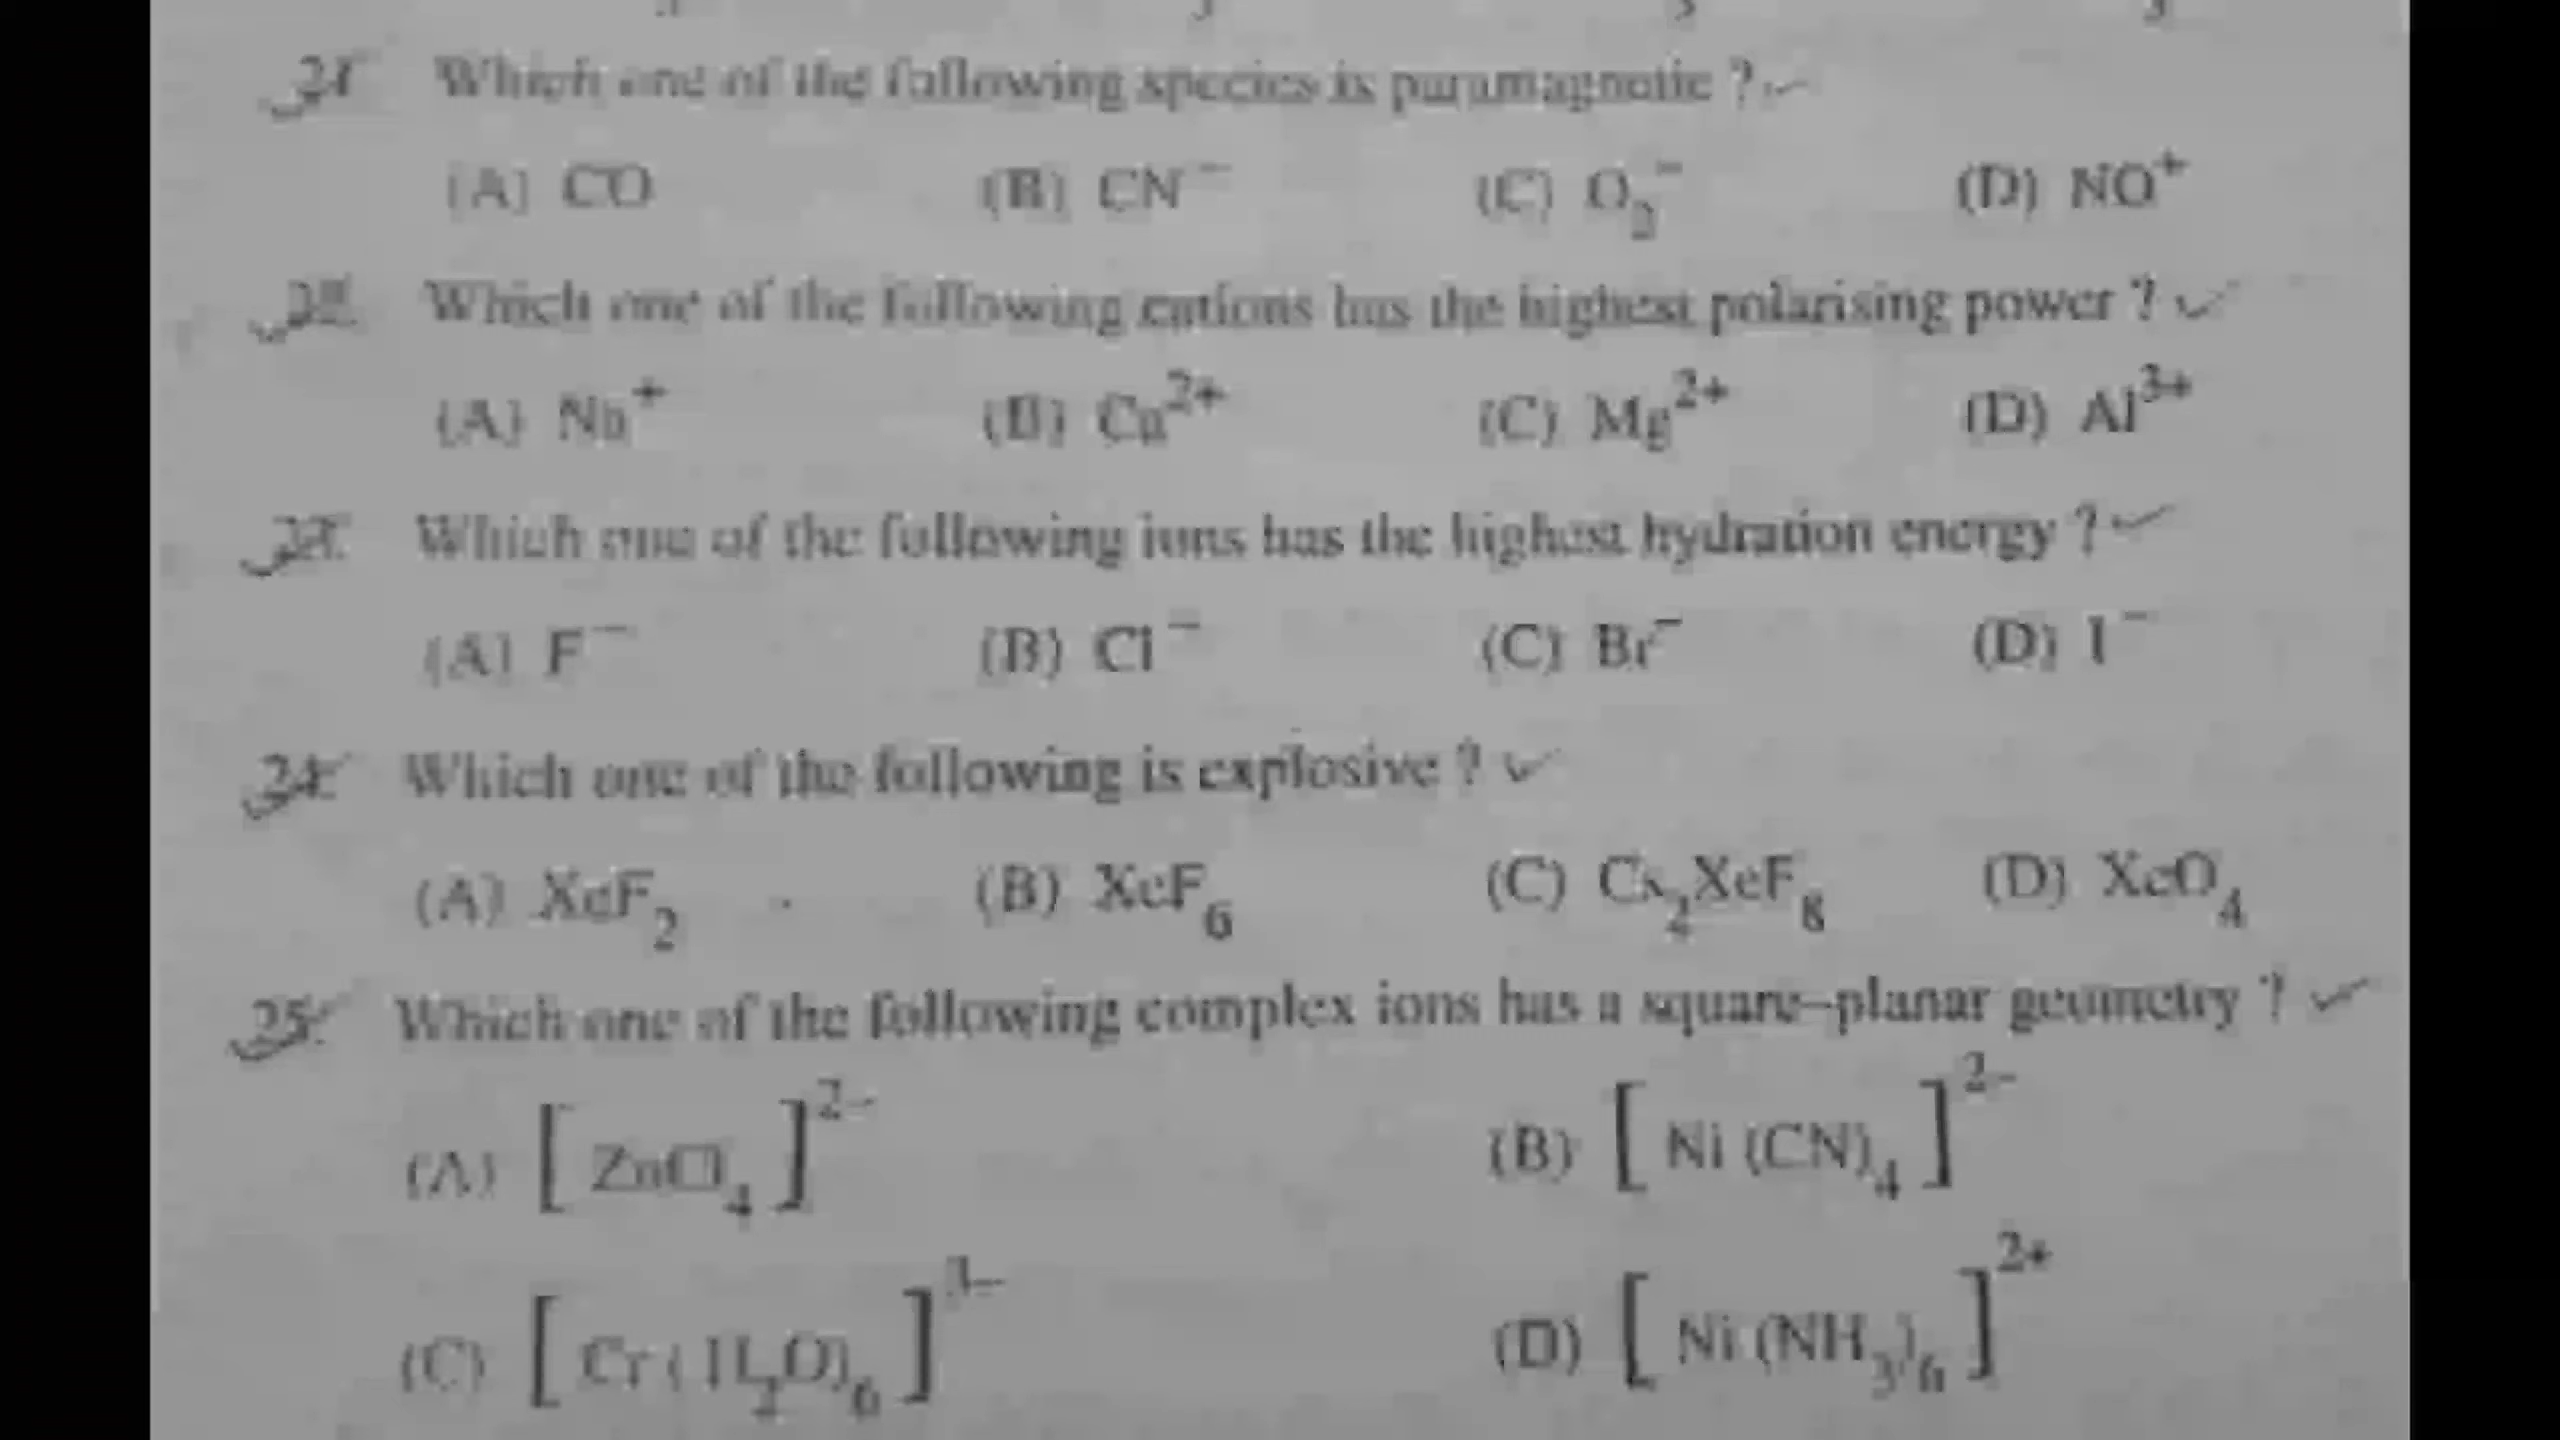 21 Which one of the following species is paramagnetic ?
(A) CO (B) CN⁻ (C) O₂⁻ (D) NO⁺
Which one of the following cations has the highest polarising power ?
(A) Na⁺ (B) Ca²⁺ (C) Mg²⁺ (D) Al³⁺
Which one of the following ions has the highest hydration energy ?
(A) F⁻ (B) Cl⁻ (C) Br⁻ (D) I⁻
24. Which one of the following is explosive ?
(A) XeF₂ (B) XeF₆ (C) Cs₂XeF₈ (D) XeO₄
25. Which one of the following complex ions has a square-planar geometry ?
(A) [ ZnCl₄ ]²⁻ (B) [ Ni (CN)₄ ]²⁻
(C) [ Cr ( H₂O)₆ ]³⁻ (D) [ Ni (NH₃)₆ ]²⁺